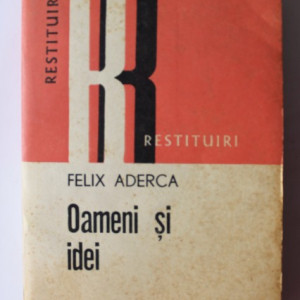 RESTITUIRI
RESTITUIRI
FELIX ADERCA
Oameni și
idei